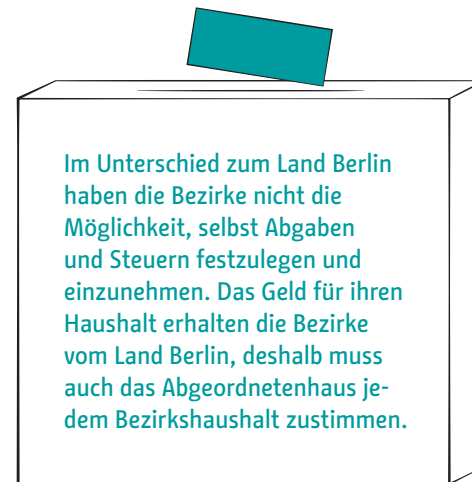 Im Unterschied zum Land Berlin
haben die Bezirke nicht die
Möglichkeit, selbst Abgaben
und Steuern festzulegen und
einzunehmen. Das Geld für ihren
Haushalt erhalten die Bezirke
vom Land Berlin, deshalb muss
auch das Abgeordnetenhaus je-
dem Bezirkshaushalt zustimmen.